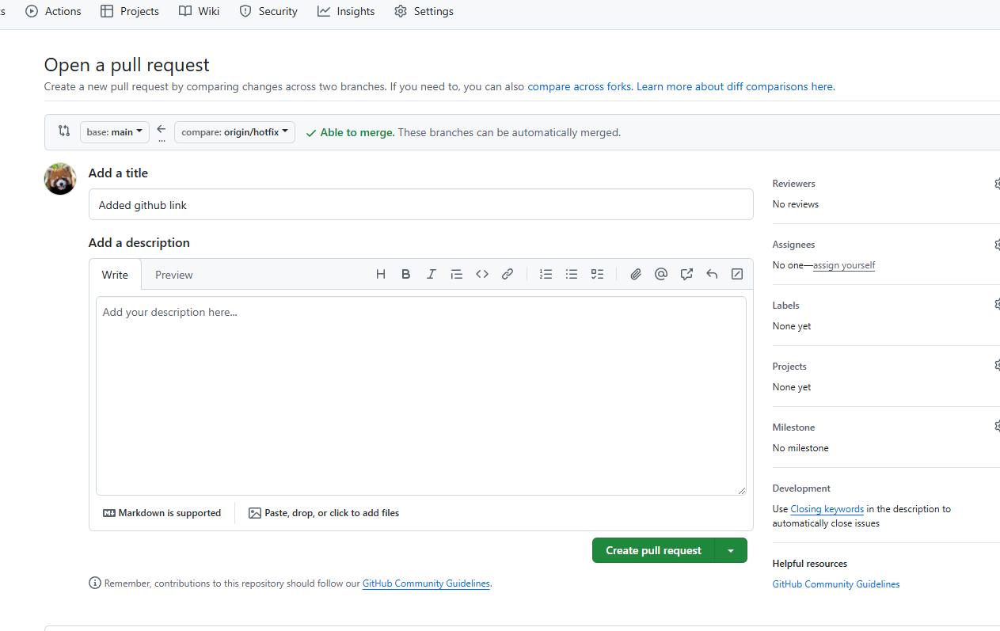 s Actions Projects Wiki Security Insights Settings
Open a pull request
Create a new pull request by comparing changes across two branches. If you need to, you can also compare across forks. Learn more about diff comparisons here.
base: main ← ... compare: origin/hotfix Able to merge. These branches can be automatically merged.
Add a title
Added github link
Add a description
Write Preview
Add your description here...
Markdown is supported Paste, drop, or click to add files
Create pull request
Remember, contributions to this repository should follow our GitHub Community Guidelines.
Reviewers
No reviews
Assignees
No one—assign yourself
Labels
None yet
Projects
None yet
Milestone
No milestone
Development
Use Closing keywords in the description to
automatically close issues
Helpful resources
GitHub Community Guidelines